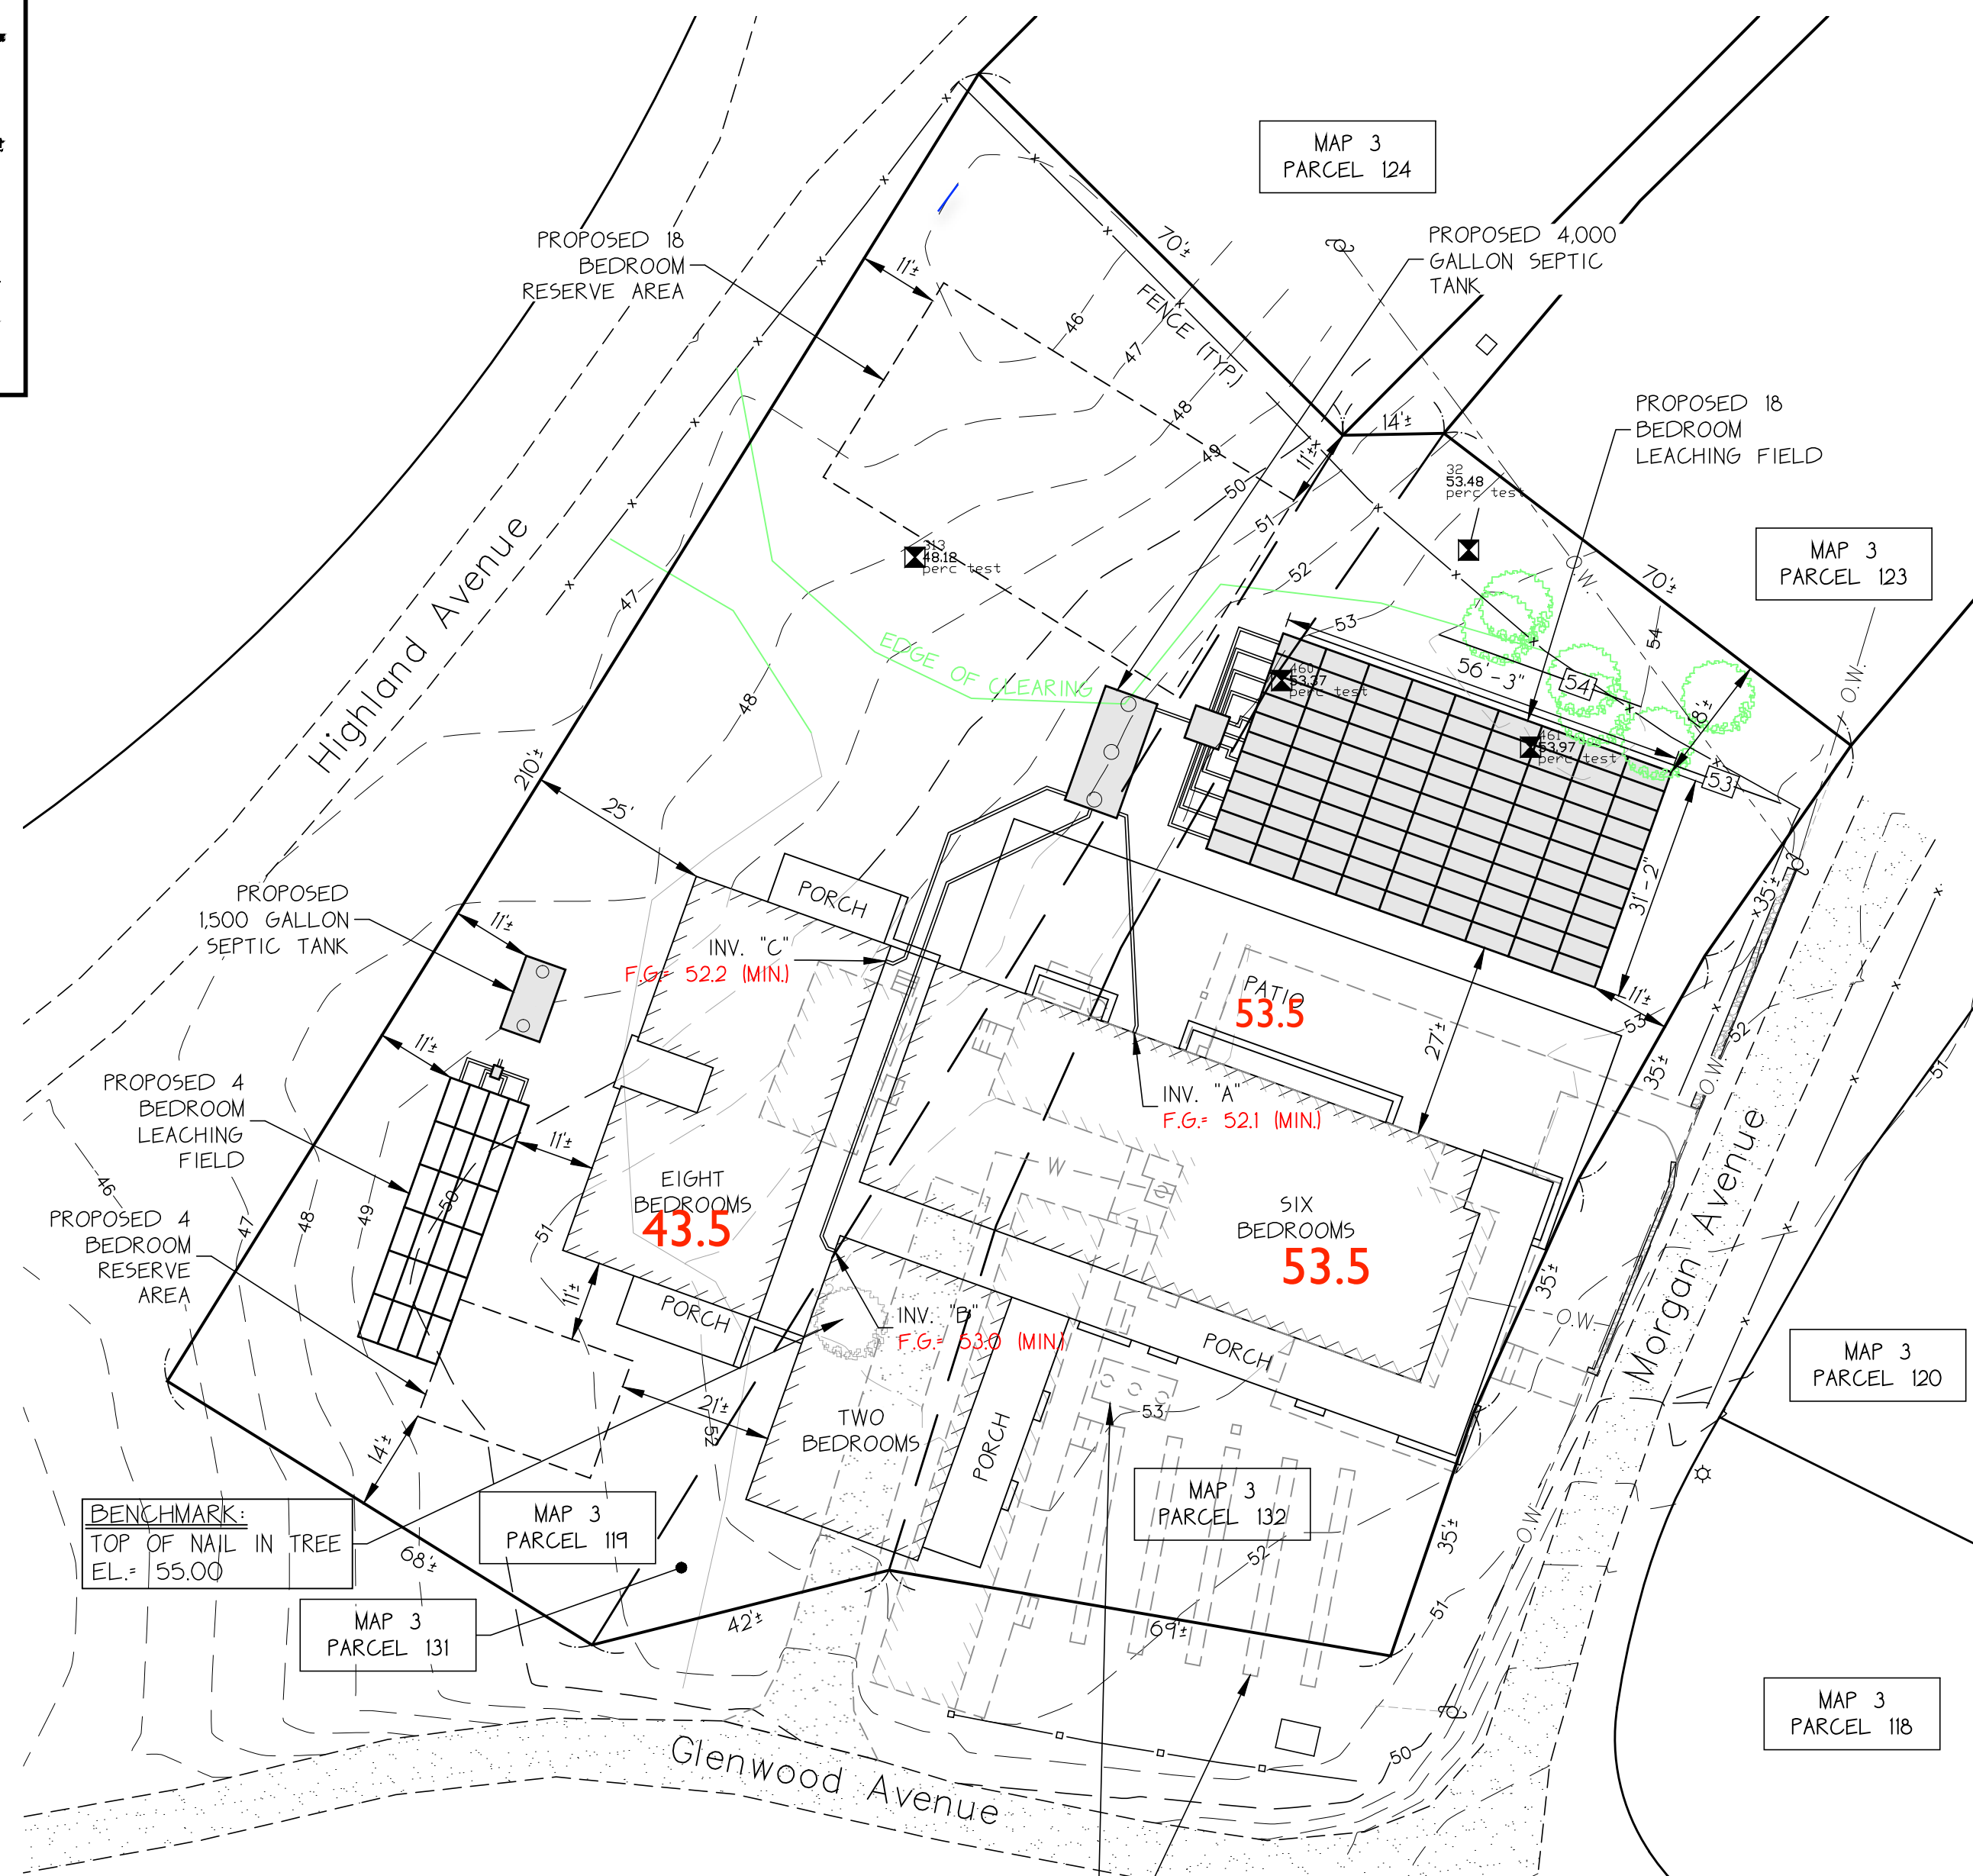 MAP 3
PARCEL 124
PROPOSED 18
BEDROOM
RESERVE AREA
11'±
70'±
PROPOSED 4,000
GALLON SEPTIC
TANK
FENCE (TYP.)
46
47
48
49
50
51
52
53
11'±
14'±
PROPOSED 18
BEDROOM
LEACHING FIELD
32
53.48
perc test
MAP 3
PARCEL 123
70'±
O.W.
O.W.
54
313
48.18
perc test
47
48
Highland Avenue
EDGE OF CLEARING
460
53.37
perc test
56'-3"
54
18'±
461
53.97
perc test
53
210'±
25'
31'-2"
35'±
PROPOSED
1,500 GALLON
SEPTIC TANK
11'±
PORCH
INV. "C"
F.G.= 52.2 (MIN.)
PATIO
53.5
27'±
11'±
53
52
51
O.W.
35'±
11'±
PROPOSED 4
BEDROOM
LEACHING
FIELD
INV. "A"
F.G.= 52.1 (MIN.)
11'±
W
EIGHT
BEDROOMS
43.5
SIX
BEDROOMS
53.5
Morgan Avenue
46
47
48
49
50
51
PROPOSED 4
BEDROOM
RESERVE
AREA
11'±
PORCH
INV. "B"
F.G.= 53.0 (MIN.)
PORCH
35'±
O.W.
MAP 3
PARCEL 120
21'±
52
TWO
BEDROOMS
PORCH
53
14'±
BENCHMARK:
TOP OF NAIL IN TREE
EL.= 55.00
MAP 3
PARCEL 119
MAP 3
PARCEL 132
52
35'±
O.W.
68'±
MAP 3
PARCEL 131
42'±
69'±
51
50
MAP 3
PARCEL 118
Glenwood Avenue